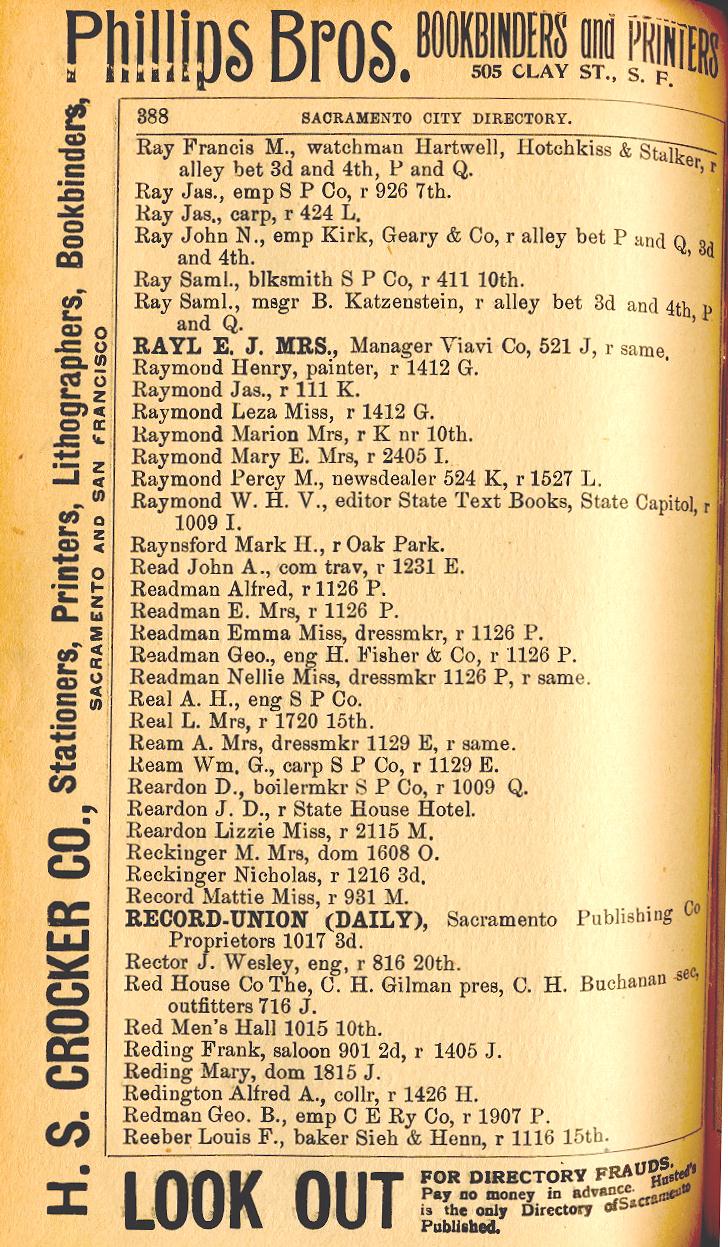 Phillips Bros. BOOKBINDERS and PRINTERS
505 CLAY ST., S. F.
H. S. CROCKER CO., Stationers, Printers, Lithographers, Bookbinders,
SACRAMENTO AND SAN FRANCISCO
388 SACRAMENTO CITY DIRECTORY.
Ray Francis M., watchman Hartwell, Hotchkiss & Stalker, r
alley bet 3d and 4th, P and Q.
Ray Jas., emp S P Co, r 926 7th.
Ray Jas., carp, r 424 L.
Ray John N., emp Kirk, Geary & Co, r alley bet P and Q, 3d
and 4th.
Ray Saml., blksmith S P Co, r 411 10th.
Ray Saml., msgr B. Katzenstein, r alley bet 3d and 4th, P
and Q.
RAYL E. J. MRS., Manager Viavi Co, 521 J, r same.
Raymond Henry, painter, r 1412 G.
Raymond Jas., r 111 K.
Raymond Leza Miss, r 1412 G.
Raymond Marion Mrs, r K nr 10th.
Raymond Mary E. Mrs, r 2405 I.
Raymond Percy M., newsdealer 524 K, r 1527 L.
Raymond W. H. V., editor State Text Books, State Capitol, r
1009 I.
Raynsford Mark H., r Oak Park.
Read John A., com trav, r 1231 E.
Readman Alfred, r 1126 P.
Readman E. Mrs, r 1126 P.
Readman Emma Miss, dressmkr, r 1126 P.
Readman Geo., eng H. Fisher & Co, r 1126 P.
Readman Nellie Miss, dressmkr 1126 P, r same.
Real A. H., eng S P Co.
Real L. Mrs, r 1720 15th.
Ream A. Mrs, dressmkr 1129 E, r same.
Ream Wm. G., carp S P Co, r 1129 E.
Reardon D., boilermkr S P Co, r 1009 Q.
Reardon J. D., r State House Hotel.
Reardon Lizzie Miss, r 2115 M.
Reckinger M. Mrs, dom 1608 O.
Reckinger Nicholas, r 1216 3d.
Record Mattie Miss, r 931 M.
RECORD-UNION (DAILY), Sacramento Publishing Co
Proprietors 1017 3d.
Rector J. Wesley, eng, r 816 20th.
Red House Co The, C. H. Gilman pres, C. H. Buchanan sec,
outfitters 716 J.
Red Men's Hall 1015 10th.
Reding Frank, saloon 901 2d, r 1405 J.
Reding Mary, dom 1815 J.
Redington Alfred A., collr, r 1426 H.
Redman Geo. B., emp C E Ry Co, r 1907 P.
Reeber Louis F., baker Sieh & Henn, r 1116 15th.
LOOK OUT FOR DIRECTORY FRAUDS.
Pay no money in advance. Husted's
is the only Directory of Sacramento
Published.